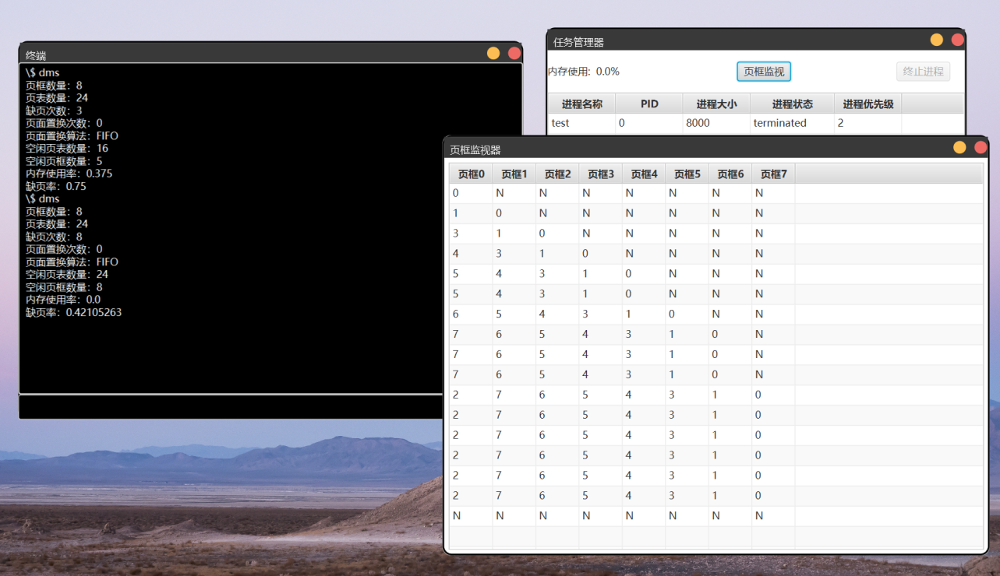 终端
\$ dms
页框数量：8
页表数量：24
缺页次数：3
页面置换次数：0
页面置换算法：FIFO
空闲页表数量：16
空闲页框数量：5
内存使用率：0.375
缺页率：0.75
\$ dms
页框数量：8
页表数量：24
缺页次数：8
页面置换次数：0
页面置换算法：FIFO
空闲页表数量：24
空闲页框数量：8
内存使用率：0.0
缺页率：0.42105263
任务管理器
内存使用: 0.0% 页框监视 终止进程
进程名称 PID 进程大小 进程状态 进程优先级
test 0 8000 terminated 2
页框监视器
页框0 页框1 页框2 页框3 页框4 页框5 页框6 页框7
0 N N N N N N N
1 0 N N N N N N
3 1 0 N N N N N
4 3 1 0 N N N N
5 4 3 1 0 N N N
5 4 3 1 0 N N N
6 5 4 3 1 0 N N
7 6 5 4 3 1 0 N
7 6 5 4 3 1 0 N
7 6 5 4 3 1 0 N
2 7 6 5 4 3 1 0
2 7 6 5 4 3 1 0
2 7 6 5 4 3 1 0
2 7 6 5 4 3 1 0
2 7 6 5 4 3 1 0
2 7 6 5 4 3 1 0
N N N N N N N N